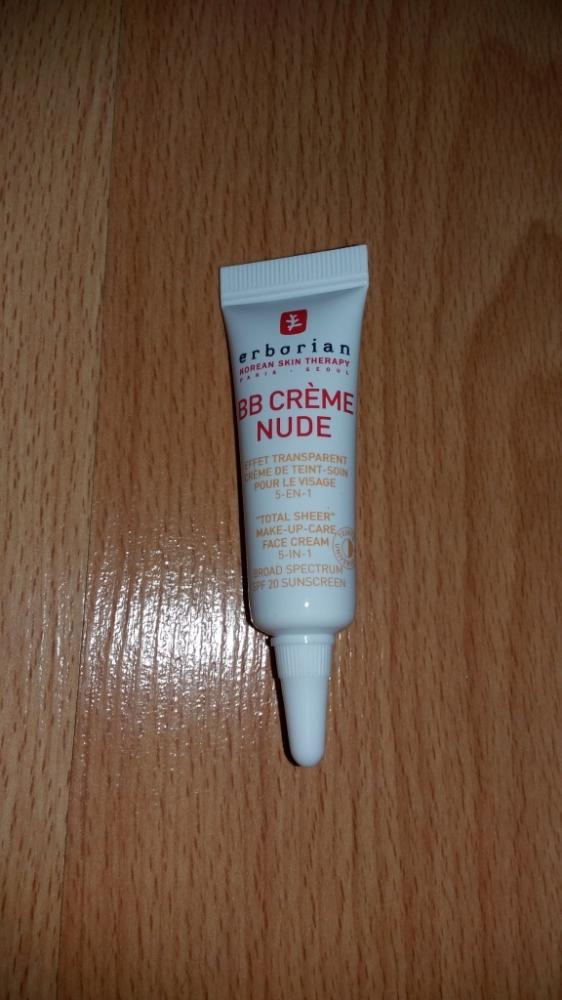 erborian
KOREAN SKIN THERAPY
PARIS · SEOUL
BB CRÈME
NUDE
EFFET TRANSPARENT
CRÈME DE TEINT-SOIN
POUR LE VISAGE
5-EN-1
"TOTAL SHEER"
MAKE-UP-CARE
FACE CREAM
5-IN-1
BROAD SPECTRUM
SPF 20 SUNSCREEN